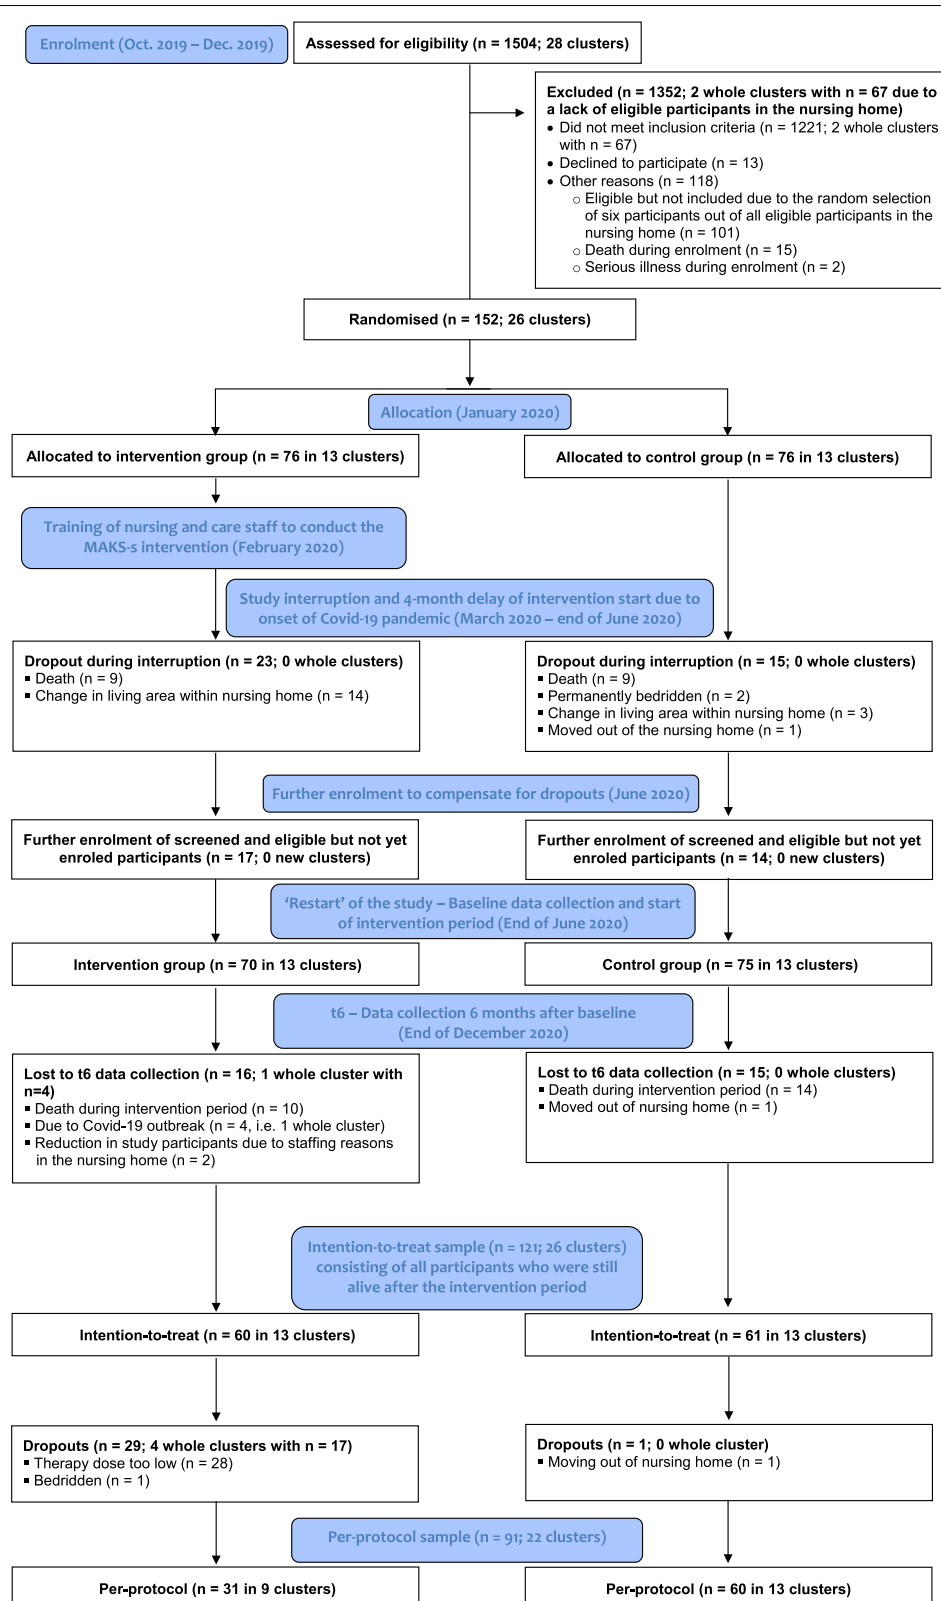 Enrolment (Oct. 2019 – Dec. 2019)
Assessed for eligibility (n = 1504; 28 clusters)
Excluded (n = 1352; 2 whole clusters with n = 67 due to
a lack of eligible participants in the nursing home)
• Did not meet inclusion criteria (n = 1221; 2 whole clusters
with n = 67)
• Declined to participate (n = 13)
• Other reasons (n = 118)
○ Eligible but not included due to the random selection
of six participants out of all eligible participants in the
nursing home (n = 101)
○ Death during enrolment (n = 15)
○ Serious illness during enrolment (n = 2)
Randomised (n = 152; 26 clusters)
Allocation (January 2020)
Allocated to intervention group (n = 76 in 13 clusters)
Allocated to control group (n = 76 in 13 clusters)
Training of nursing and care staff to conduct the
MAKS-s intervention (February 2020)
Study interruption and 4-month delay of intervention start due to
onset of Covid-19 pandemic (March 2020 – end of June 2020)
Dropout during interruption (n = 23; 0 whole clusters)
▪ Death (n = 9)
▪ Change in living area within nursing home (n = 14)
Dropout during interruption (n = 15; 0 whole clusters)
▪ Death (n = 9)
▪ Permanently bedridden (n = 2)
▪ Change in living area within nursing home (n = 3)
▪ Moved out of the nursing home (n = 1)
Further enrolment to compensate for dropouts (June 2020)
Further enrolment of screened and eligible but not yet
enroled participants (n = 17; 0 new clusters)
Further enrolment of screened and eligible but not yet
enroled participants (n = 14; 0 new clusters)
‘Restart’ of the study – Baseline data collection and start
of intervention period (End of June 2020)
Intervention group (n = 70 in 13 clusters)
Control group (n = 75 in 13 clusters)
t6 – Data collection 6 months after baseline
(End of December 2020)
Lost to t6 data collection (n = 16; 1 whole cluster with
n=4)
▪ Death during intervention period (n = 10)
▪ Due to Covid-19 outbreak (n = 4, i.e. 1 whole cluster)
▪ Reduction in study participants due to staffing reasons
in the nursing home (n = 2)
Lost to t6 data collection (n = 15; 0 whole clusters)
▪ Death during intervention period (n = 14)
▪ Moved out of nursing home (n = 1)
Intention-to-treat sample (n = 121; 26 clusters)
consisting of all participants who were still
alive after the intervention period
Intention-to-treat (n = 60 in 13 clusters)
Intention-to-treat (n = 61 in 13 clusters)
Dropouts (n = 29; 4 whole clusters with n = 17)
▪ Therapy dose too low (n = 28)
▪ Bedridden (n = 1)
Dropouts (n = 1; 0 whole cluster)
▪ Moving out of nursing home (n = 1)
Per-protocol sample (n = 91; 22 clusters)
Per-protocol (n = 31 in 9 clusters)
Per-protocol (n = 60 in 13 clusters)